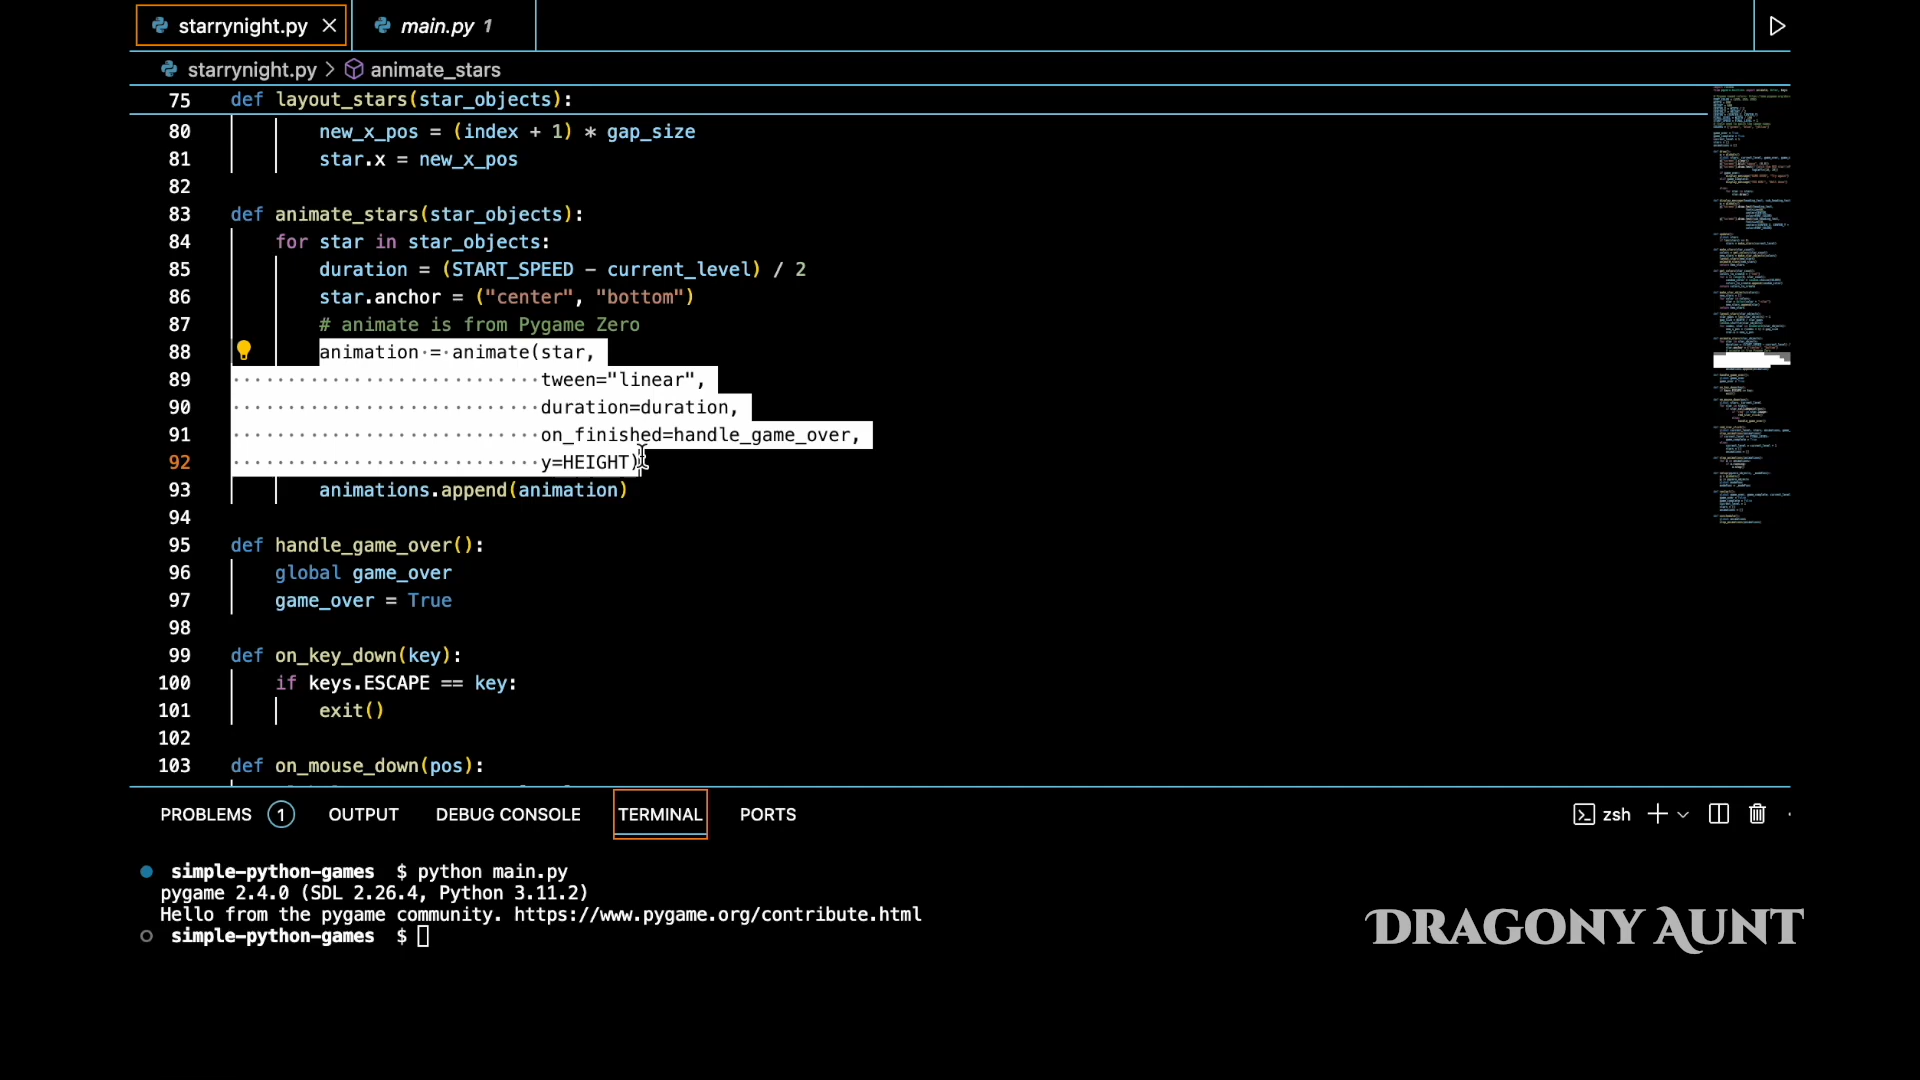 starrynight.py
main.py 1
starrynight.py > animate_stars
75 def layout_stars(star_objects):
80 new_x_pos = (index + 1) * gap_size
81 star.x = new_x_pos
82
83 def animate_stars(star_objects):
84 for star in star_objects:
85 duration = (START_SPEED - current_level) / 2
86 star.anchor = ("center", "bottom")
87 # animate is from Pygame Zero
88 animation = animate(star,
89 tween="linear",
90 duration=duration,
91 on_finished=handle_game_over,
92 y=HEIGHT)
93 animations.append(animation)
94
95 def handle_game_over():
96 global game_over
97 game_over = True
98
99 def on_key_down(key):
100 if keys.ESCAPE == key:
101 exit()
102
103 def on_mouse_down(pos):
PROBLEMS 1 OUTPUT DEBUG CONSOLE TERMINAL PORTS zsh
simple-python-games $ python main.py
pygame 2.4.0 (SDL 2.26.4, Python 3.11.2)
Hello from the pygame community. https://www.pygame.org/contribute.html
simple-python-games $
DRAGONY AUNT